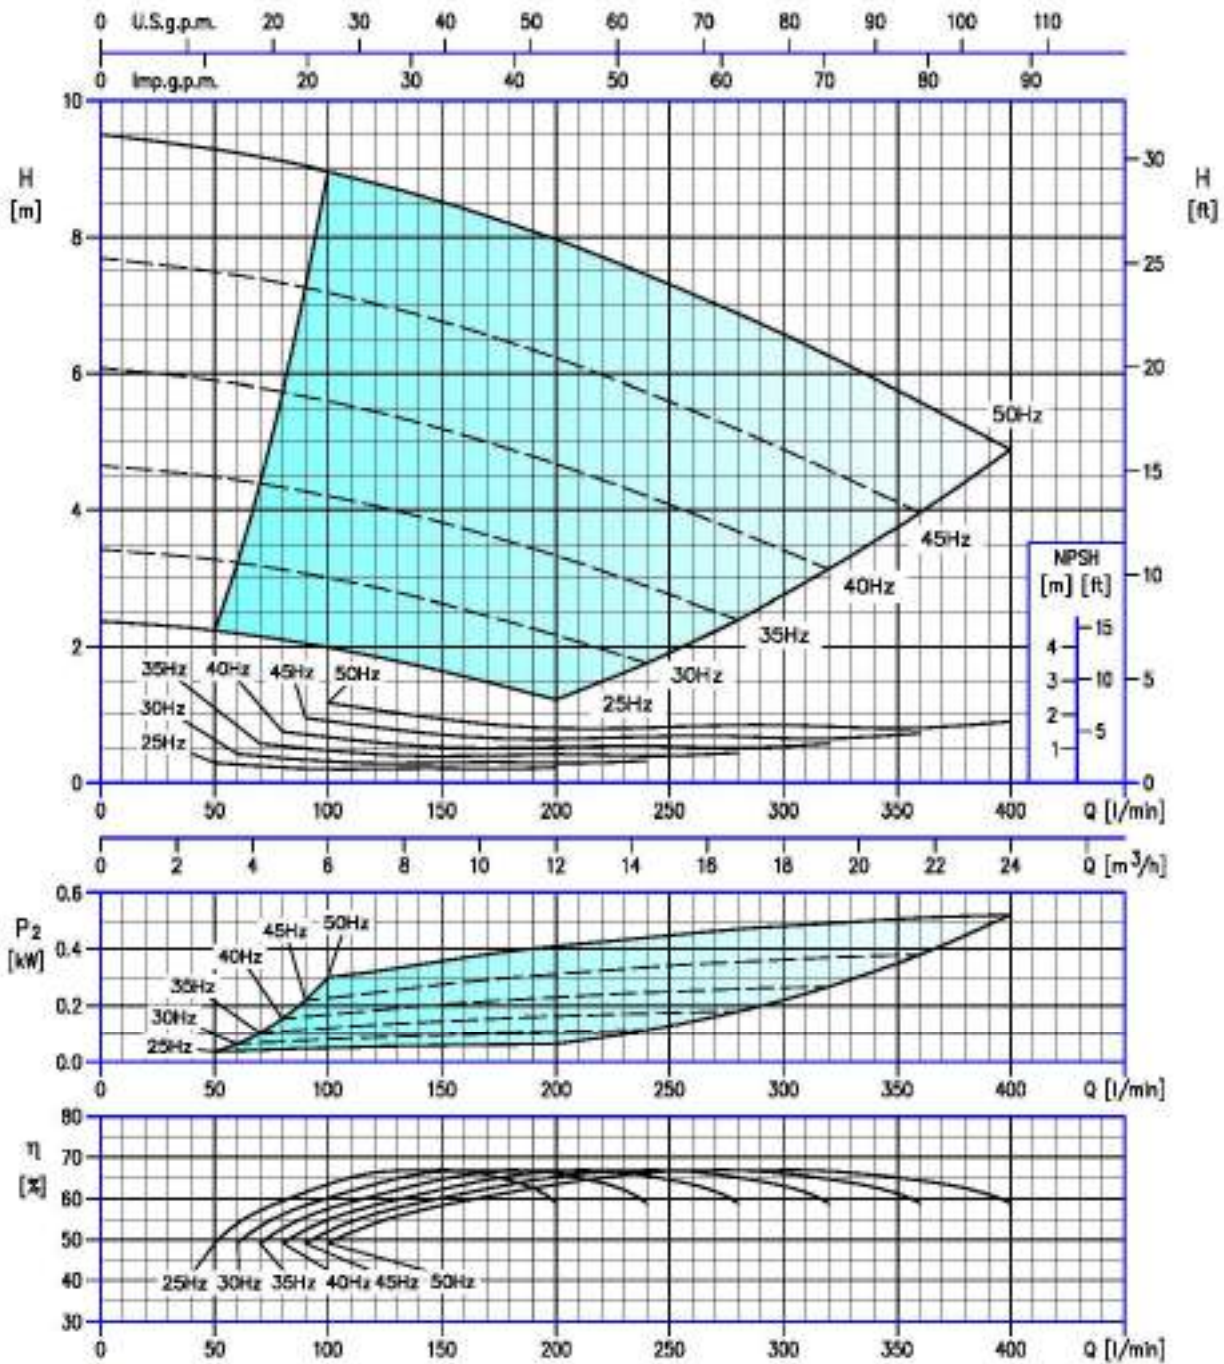 0 U.S.g.p.m. 20 30 40 50 60 70 80 90 100 110
0 Imp.g.p.m. 20 30 40 50 60 70 80 90
10
H
[m]
30
H
[ft]
8
25
6
20
50Hz
15
4
45Hz
NPSH
[m] [ft]
40Hz
10
35Hz
15
2
4
35Hz 40Hz 45Hz 50Hz
30Hz
3
10
5
25Hz
30Hz
2
5
25Hz
1
0
0
50 100 150 200 250 300 350 400 Q [l/min]
0 2 4 6 8 10 12 14 16 18 20 22 24 Q [m³/h]
0.6
P2
[kW]
45Hz 50Hz
0.4
40Hz
35Hz
0.2
30Hz
25Hz
0.0
0 50 100 150 200 250 300 350 400 Q [l/min]
80
η
[%]
70
60
50
40
25Hz 30Hz 35Hz 40Hz 45Hz 50Hz
30
0 50 100 150 200 250 300 350 400 Q [l/min]